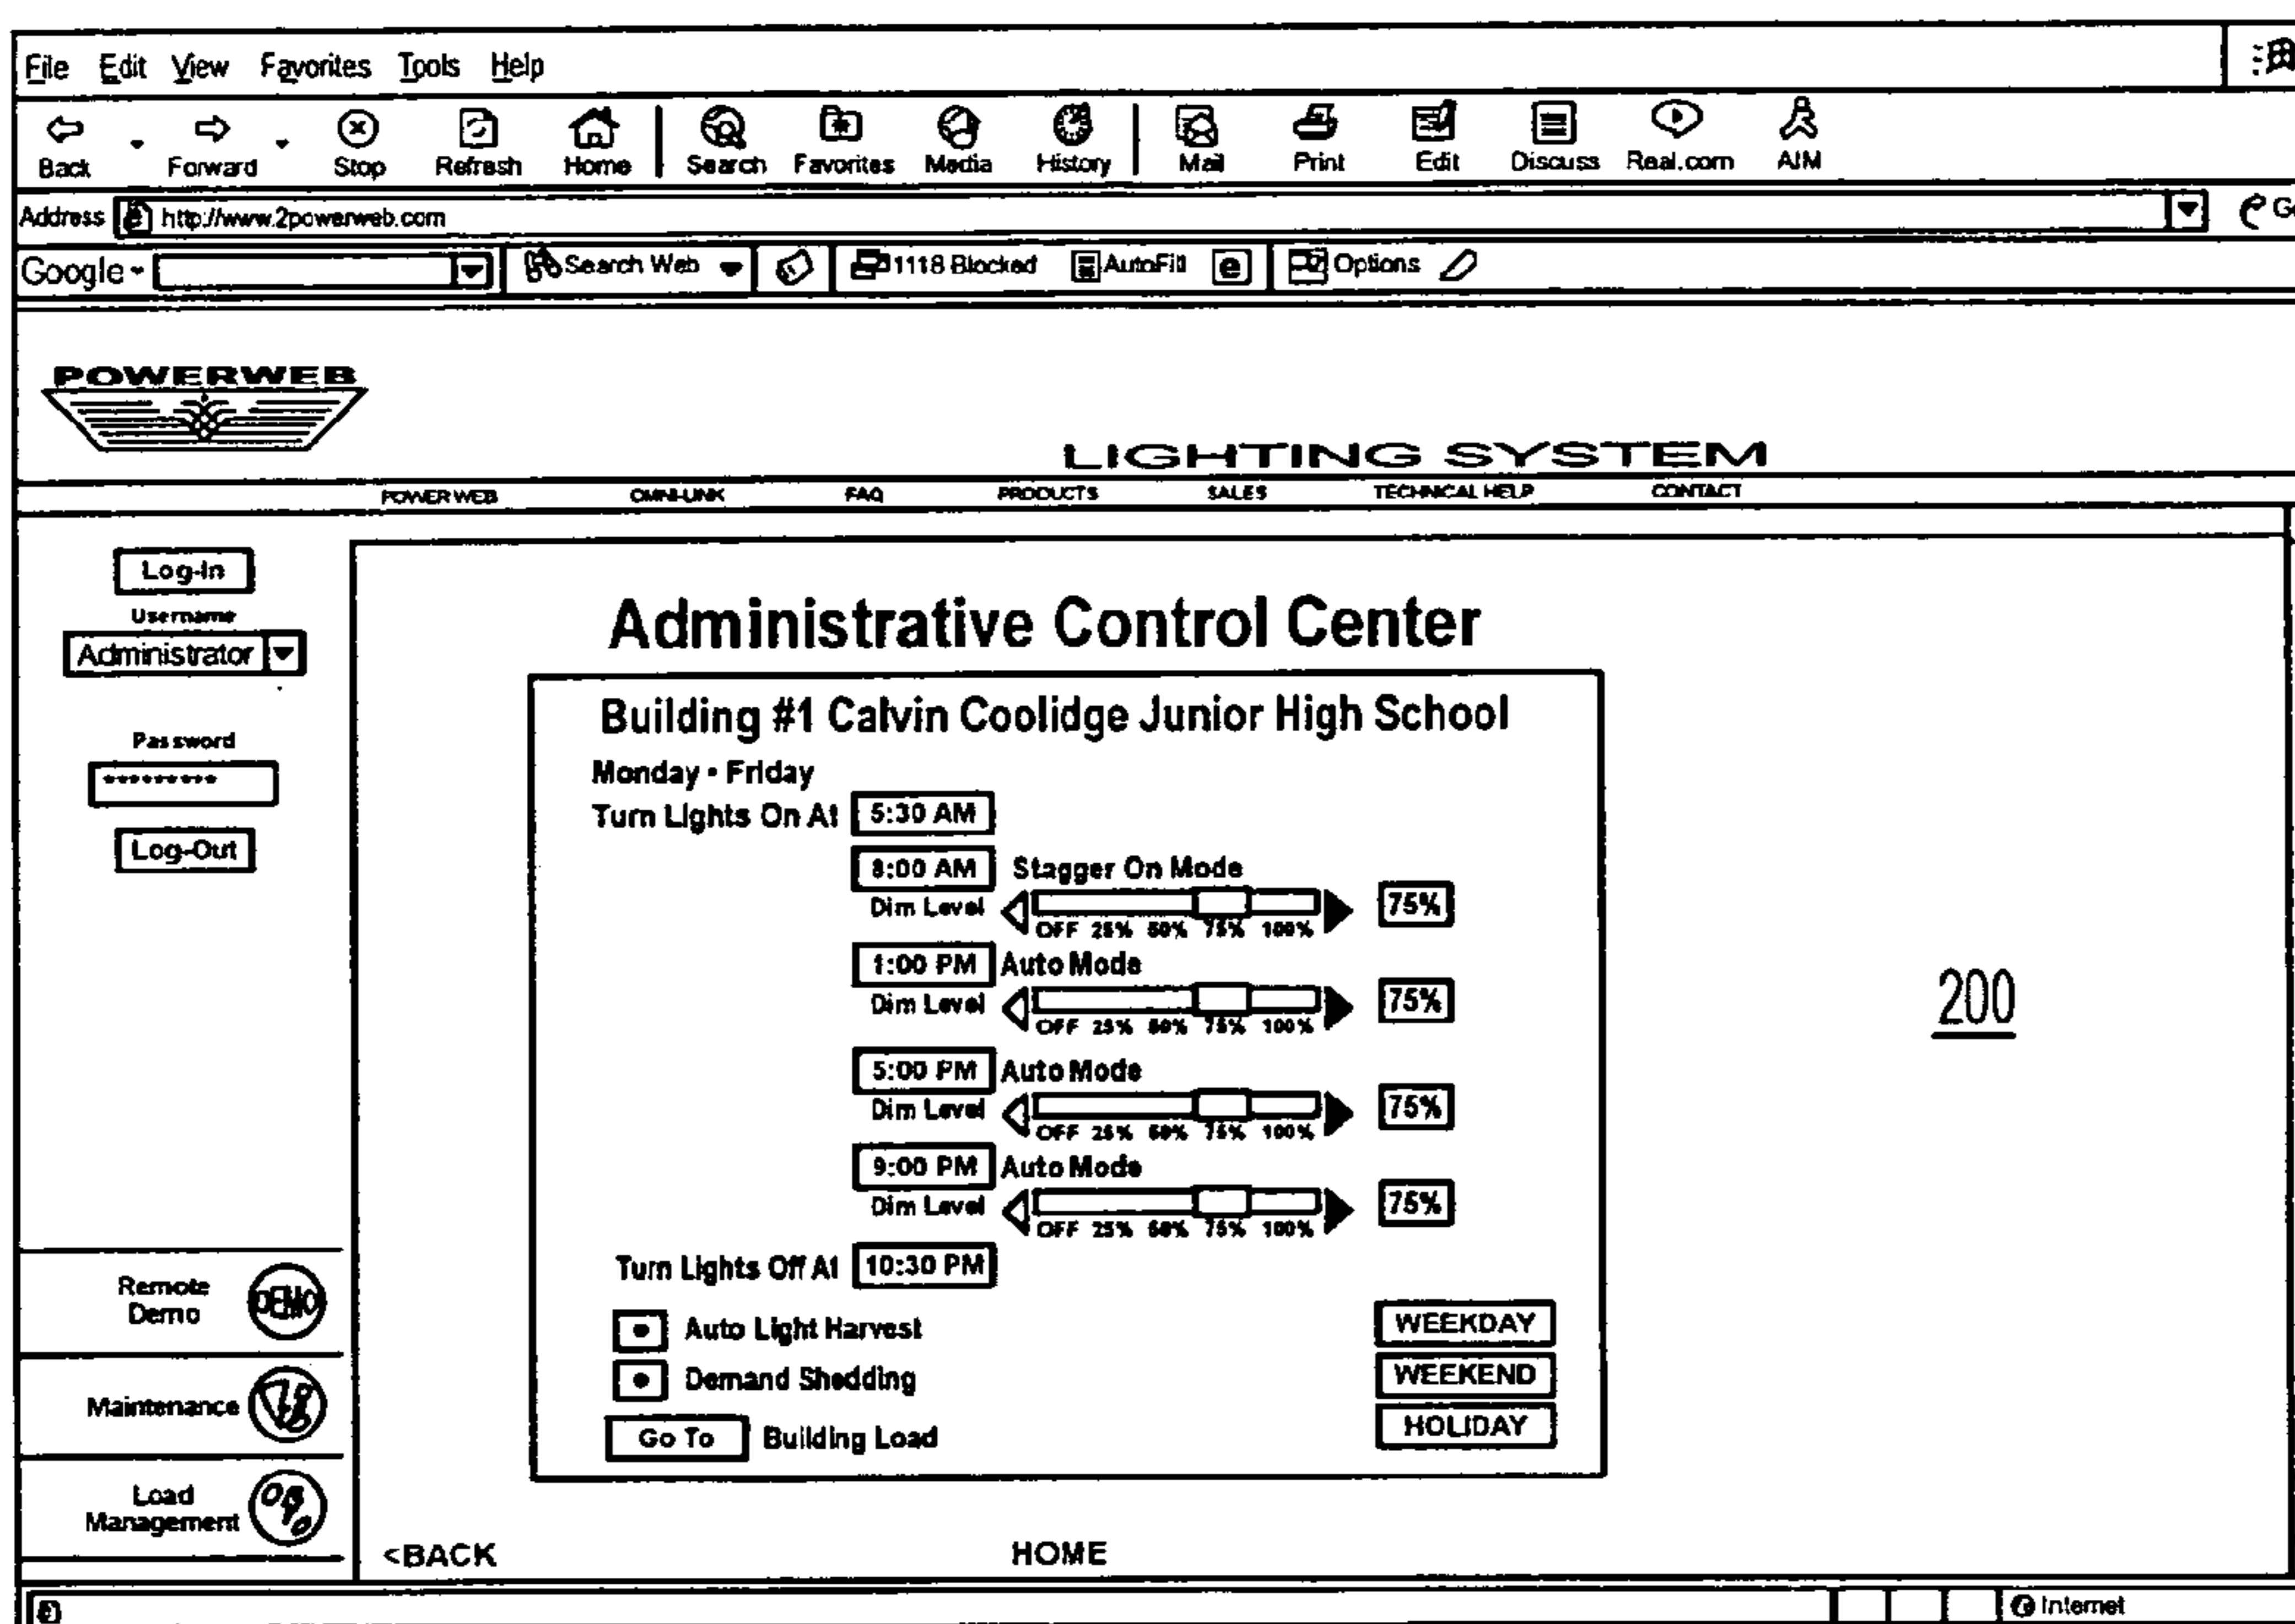 File Edit View Favorites Tools Help
Back Forward Stop Refresh Home Search Favorites Media History Mail Print Edit Discuss Real.com AIM
Address http://www.2powerweb.com
Google Search Web 1118 Blocked AutoFill Options
POWERWEB
LIGHTING SYSTEM
POWER WEB OMNI-LINK FAQ PRODUCTS SALES TECHNICAL HELP CONTACT
Log-In
Username
Administrator
Password
*********
Log-Out
Remote
Demo
DEMO
Maintenance
Load
Management
Administrative Control Center
Building #1 Calvin Coolidge Junior High School
Monday - Friday
Turn Lights On At 5:30 AM
8:00 AM Stagger On Mode
Dim Level 75%
OFF 25% 50% 75% 100%
1:00 PM Auto Mode
Dim Level 75%
OFF 25% 50% 75% 100%
5:00 PM Auto Mode
Dim Level 75%
OFF 25% 50% 75% 100%
9:00 PM Auto Mode
Dim Level 75%
OFF 25% 50% 75% 100%
Turn Lights Off At 10:30 PM
Auto Light Harvest WEEKDAY
Demand Shedding WEEKEND
Go To Building Load HOLIDAY
200
<BACK HOME
Internet